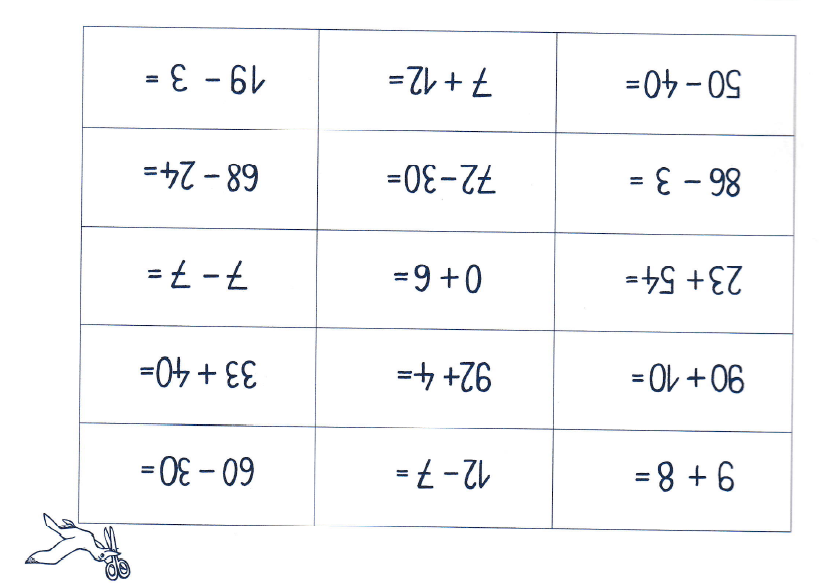 9 + 8 =
12 - 7 =
60 - 30 =
90 + 10 =
92 + 4 =
33 + 40 =
23 + 54 =
0 + 6 =
7 - 7 =
86 - 3 =
72 - 30 =
68 - 24 =
50 - 40 =
7 + 12 =
19 - 3 =